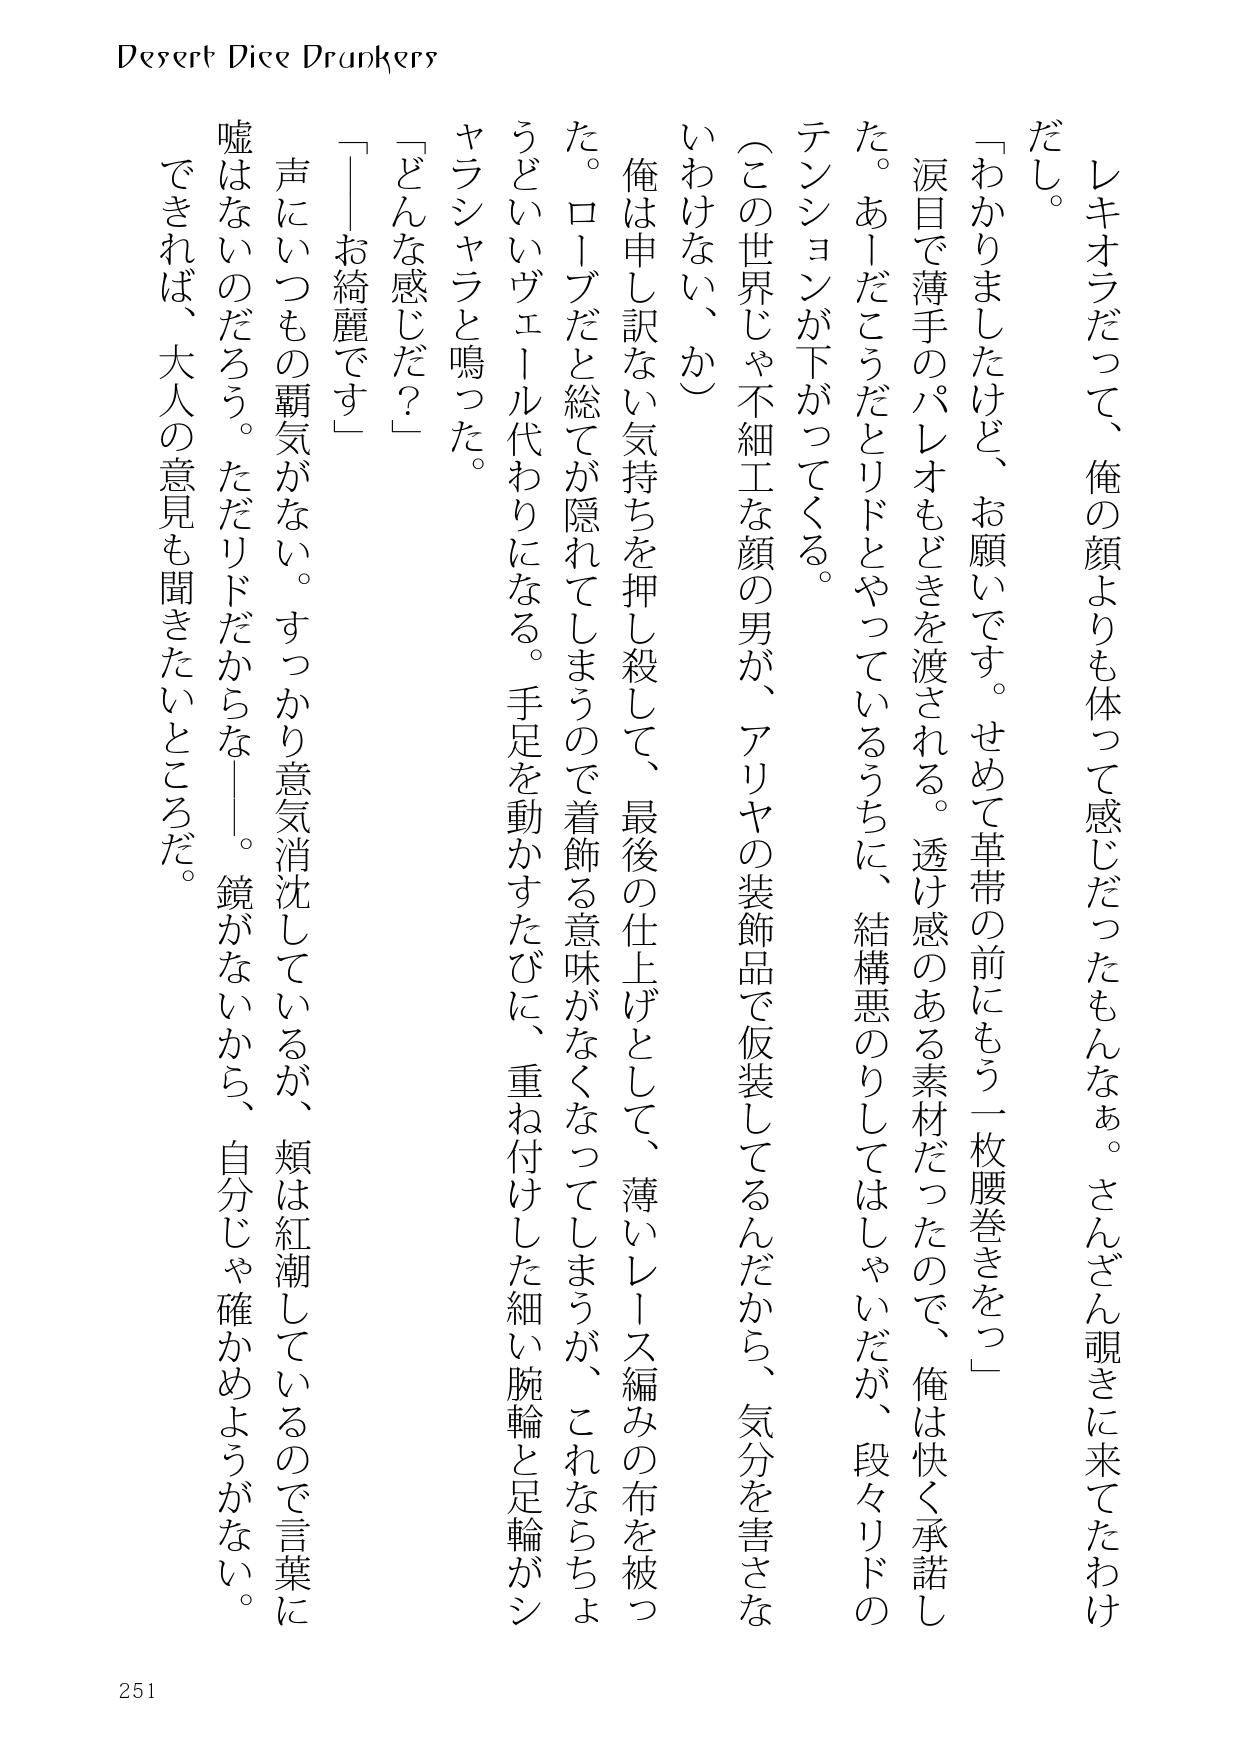 Desert Dice Drunkers
レキオラだって、俺の顔よりも体って感じだったもんなぁ。さんざん覗きに来てたわけ
だし。
「わかりましたけど、お願いです。せめて革帯の前にもう一枚腰巻きをっ」
涙目で薄手のパレオもどきを渡される。透け感のある素材だったので、俺は快く承諾し
た。あーだこうだとリドとやっているうちに、結構悪のりしてはしゃいだが、段々リドの
テンションが下がってくる。
（この世界じゃ不細工な顔の男が、アリヤの装飾品で仮装してるんだから、気分を害さな
いわけない、か）
俺は申し訳ない気持ちを押し殺して、最後の仕上げとして、薄いレース編みの布を被っ
た。ローブだと総てが隠れてしまうので着飾る意味がなくなってしまうが、これならちょ
うどいいヴェール代わりになる。手足を動かすたびに、重ね付けした細い腕輪と足輪がシ
ャラシャラと鳴った。
「どんな感じだ？」
「――お綺麗です」
声にいつもの覇気がない。すっかり意気消沈しているが、頬は紅潮しているので言葉に
嘘はないのだろう。ただリドだからな――。鏡がないから、自分じゃ確かめようがない。
できれば、大人の意見も聞きたいところだ。
251